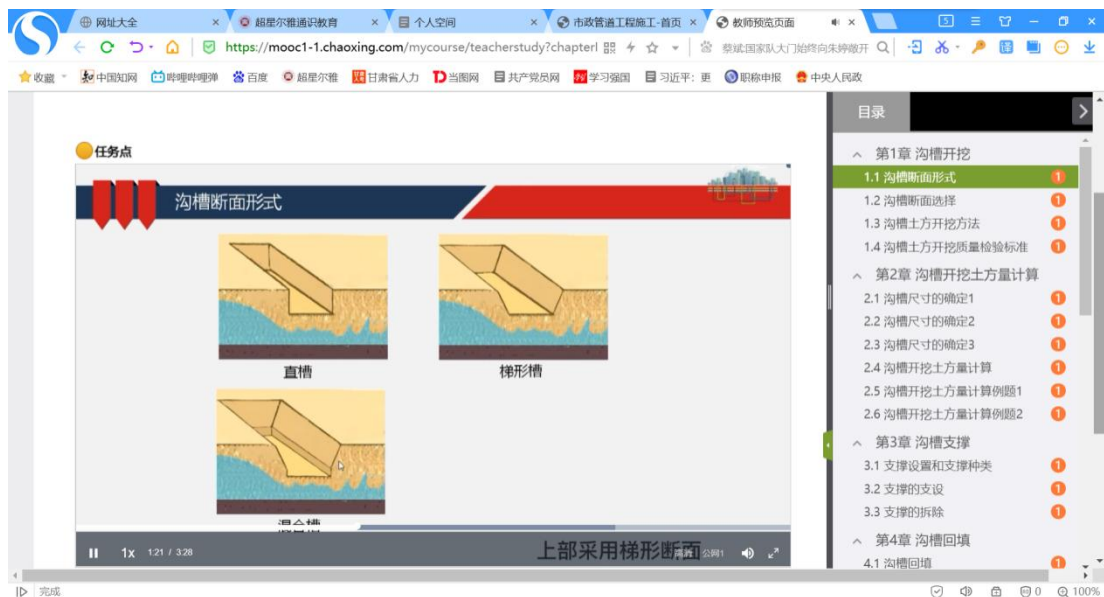 网址大全
超星尔雅通识教育
个人空间
市政管道工程施工-首页
教师预览页面
5
https://mooc1-1.chaoxing.com/mycourse/teacherstudy?chapterI
蔡斌国家队大门始终向朱婷敞开
收藏
中国知网
哔哩哔哩弹
百度
超星尔雅
甘肃省人力
当图网
共产党员网
学习强国
习近平：更
职称申报
中央人民政
任务点
沟槽断面形式
直槽
梯形槽
混合槽
上部采用梯形断面
1x
1:21 / 3:28
公网1
目录
第1章 沟槽开挖
1.1 沟槽断面形式
1
1.2 沟槽断面选择
1
1.3 沟槽土方开挖方法
1
1.4 沟槽土方开挖质量检验标准
1
第2章 沟槽开挖土方量计算
2.1 沟槽尺寸的确定1
1
2.2 沟槽尺寸的确定2
1
2.3 沟槽尺寸的确定3
1
2.4 沟槽开挖土方量计算
1
2.5 沟槽开挖土方量计算例题1
1
2.6 沟槽开挖土方量计算例题2
1
第3章 沟槽支撑
3.1 支撑设置和支撑种类
1
3.2 支撑的支设
1
3.3 支撑的拆除
1
第4章 沟槽回填
4.1 沟槽回填
1
完成
0
100%